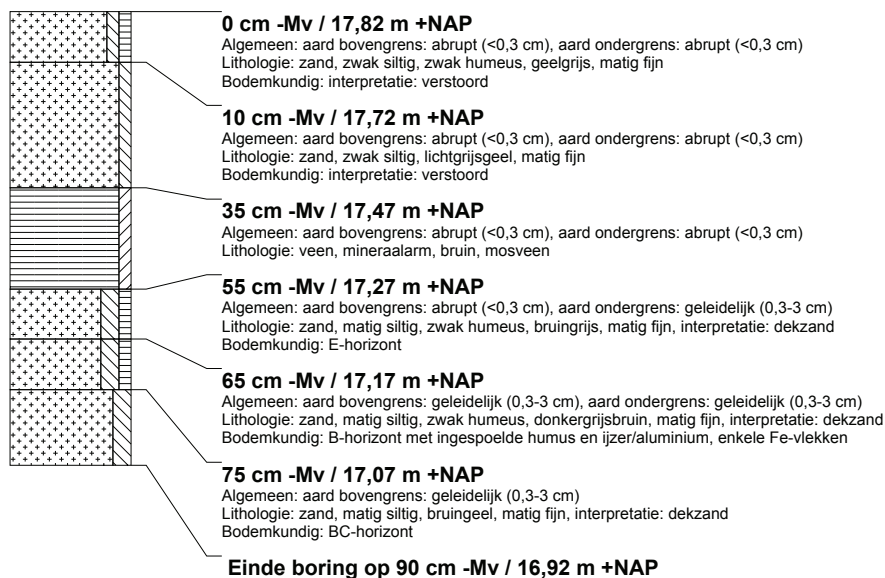 0 cm -Mv / 17,82 m +NAP
Algemeen: aard bovengrens: abrupt (<0,3 cm), aard ondergrens: abrupt (<0,3 cm)
Lithologie: zand, zwak siltig, zwak humeus, geelgrijs, matig fijn
Bodemkundig: interpretatie: verstoord
10 cm -Mv / 17,72 m +NAP
Algemeen: aard bovengrens: abrupt (<0,3 cm), aard ondergrens: abrupt (<0,3 cm)
Lithologie: zand, zwak siltig, lichtgrijsgeel, matig fijn
Bodemkundig: interpretatie: verstoord
35 cm -Mv / 17,47 m +NAP
Algemeen: aard bovengrens: abrupt (<0,3 cm), aard ondergrens: abrupt (<0,3 cm)
Lithologie: veen, mineraalarm, bruin, mosveen
55 cm -Mv / 17,27 m +NAP
Algemeen: aard bovengrens: abrupt (<0,3 cm), aard ondergrens: geleidelijk (0,3-3 cm)
Lithologie: zand, matig siltig, zwak humeus, bruingrijs, matig fijn, interpretatie: dekzand
Bodemkundig: E-horizont
65 cm -Mv / 17,17 m +NAP
Algemeen: aard bovengrens: geleidelijk (0,3-3 cm), aard ondergrens: geleidelijk (0,3-3 cm)
Lithologie: zand, matig siltig, zwak humeus, donkergrijsbruin, matig fijn, interpretatie: dekzand
Bodemkundig: B-horizont met ingespoelde humus en ijzer/aluminium, enkele Fe-vlekken
75 cm -Mv / 17,07 m +NAP
Algemeen: aard bovengrens: geleidelijk (0,3-3 cm)
Lithologie: zand, matig siltig, bruingeel, matig fijn, interpretatie: dekzand
Bodemkundig: BC-horizont
Einde boring op 90 cm -Mv / 16,92 m +NAP